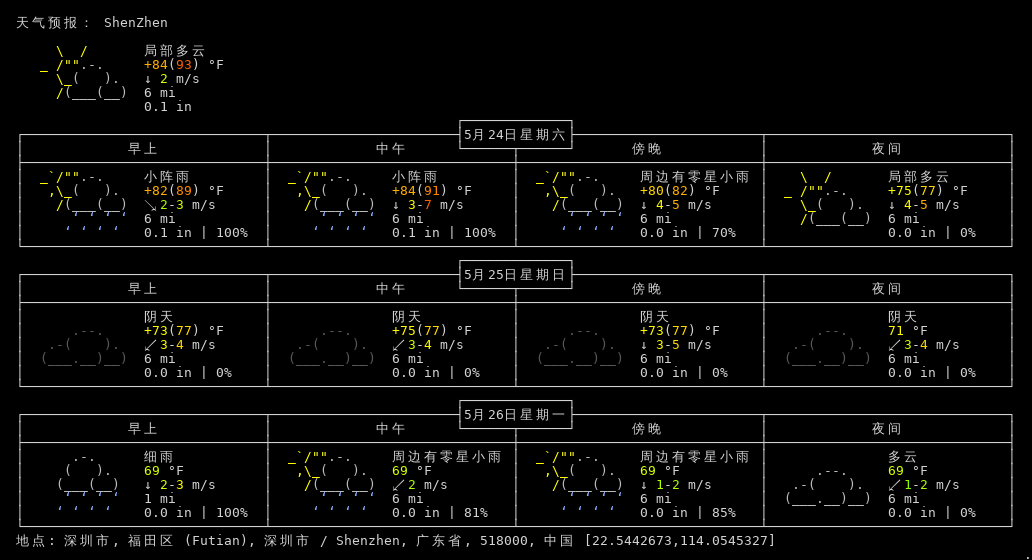 天气预报： ShenZhen
局部多云
+84(93) °F
↓ 2 m/s
6 mi
0.1 in
5月24日星期六
早上 中午 傍晚 夜间
小阵雨 小阵雨 周边有零星小雨 局部多云
+82(89) °F +84(91) °F +80(82) °F +75(77) °F
↘ 2-3 m/s ↓ 3-7 m/s ↓ 4-5 m/s ↓ 4-5 m/s
6 mi 6 mi 6 mi 6 mi
0.1 in | 100% 0.1 in | 100% 0.0 in | 70% 0.0 in | 0%
5月25日星期日
早上 中午 傍晚 夜间
阴天 阴天 阴天 阴天
+73(77) °F +75(77) °F +73(77) °F 71 °F
↙ 3-4 m/s ↙ 3-4 m/s ↓ 3-5 m/s ↙ 3-4 m/s
6 mi 6 mi 6 mi 6 mi
0.0 in | 0% 0.0 in | 0% 0.0 in | 0% 0.0 in | 0%
5月26日星期一
早上 中午 傍晚 夜间
细雨 周边有零星小雨 周边有零星小雨 多云
69 °F 69 °F 69 °F 69 °F
↓ 2-3 m/s ↙ 2 m/s ↓ 1-2 m/s ↙ 1-2 m/s
1 mi 6 mi 6 mi 6 mi
0.0 in | 100% 0.0 in | 81% 0.0 in | 85% 0.0 in | 0%
地点: 深圳市, 福田区 (Futian), 深圳市 / Shenzhen, 广东省, 518000, 中国 [22.5442673,114.0545327]